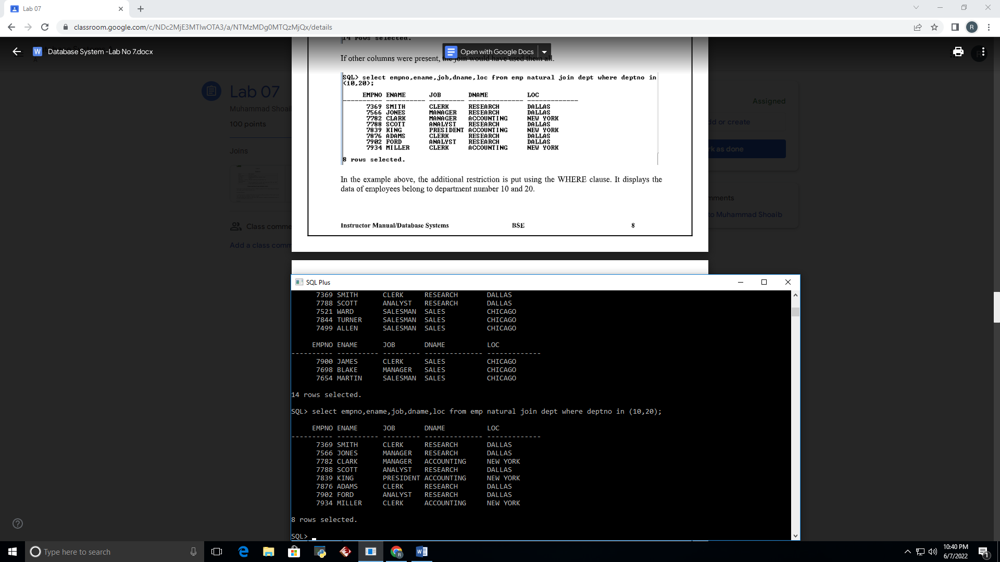 Lab 07
classroom.google.com/c/NDc2MjE3MTIwOTA3/a/NTMzMDg0MTQzMjQx/details
R
14 rows selected.
W Database System -Lab No 7.docx
Open with Google Docs
If other columns were present, the join would have used them all.
SQL> select empno,ename,job,dname,loc from emp natural join dept where deptno in
(10,20);
EMPNO ENAME JOB DNAME LOC
---------- ---------- --------- -------------- -------------
7369 SMITH CLERK RESEARCH DALLAS
7566 JONES MANAGER RESEARCH DALLAS
7782 CLARK MANAGER ACCOUNTING NEW YORK
7788 SCOTT ANALYST RESEARCH DALLAS
7839 KING PRESIDENT ACCOUNTING NEW YORK
7876 ADAMS CLERK RESEARCH DALLAS
7902 FORD ANALYST RESEARCH DALLAS
7934 MILLER CLERK ACCOUNTING NEW YORK
8 rows selected.
In the example above, the additional restriction is put using the WHERE clause. It displays the
data of employees belong to department number 10 and 20.
Instructor Manual/Database Systems BSE 8
Lab 07
Muhammad Shoaib
100 points
Joins
Class comme
Add a class comm
Assigned
dd or create
rk as done
mments
to Muhammad Shoaib
SQL Plus
7369 SMITH CLERK RESEARCH DALLAS
7788 SCOTT ANALYST RESEARCH DALLAS
7521 WARD SALESMAN SALES CHICAGO
7844 TURNER SALESMAN SALES CHICAGO
7499 ALLEN SALESMAN SALES CHICAGO
EMPNO ENAME JOB DNAME LOC
---------- ---------- --------- -------------- -------------
7900 JAMES CLERK SALES CHICAGO
7698 BLAKE MANAGER SALES CHICAGO
7654 MARTIN SALESMAN SALES CHICAGO
14 rows selected.
SQL> select empno,ename,job,dname,loc from emp natural join dept where deptno in (10,20);
EMPNO ENAME JOB DNAME LOC
---------- ---------- --------- -------------- -------------
7369 SMITH CLERK RESEARCH DALLAS
7566 JONES MANAGER RESEARCH DALLAS
7782 CLARK MANAGER ACCOUNTING NEW YORK
7788 SCOTT ANALYST RESEARCH DALLAS
7839 KING PRESIDENT ACCOUNTING NEW YORK
7876 ADAMS CLERK RESEARCH DALLAS
7902 FORD ANALYST RESEARCH DALLAS
7934 MILLER CLERK ACCOUNTING NEW YORK
8 rows selected.
SQL> _
Type here to search
10:40 PM
6/7/2022
1